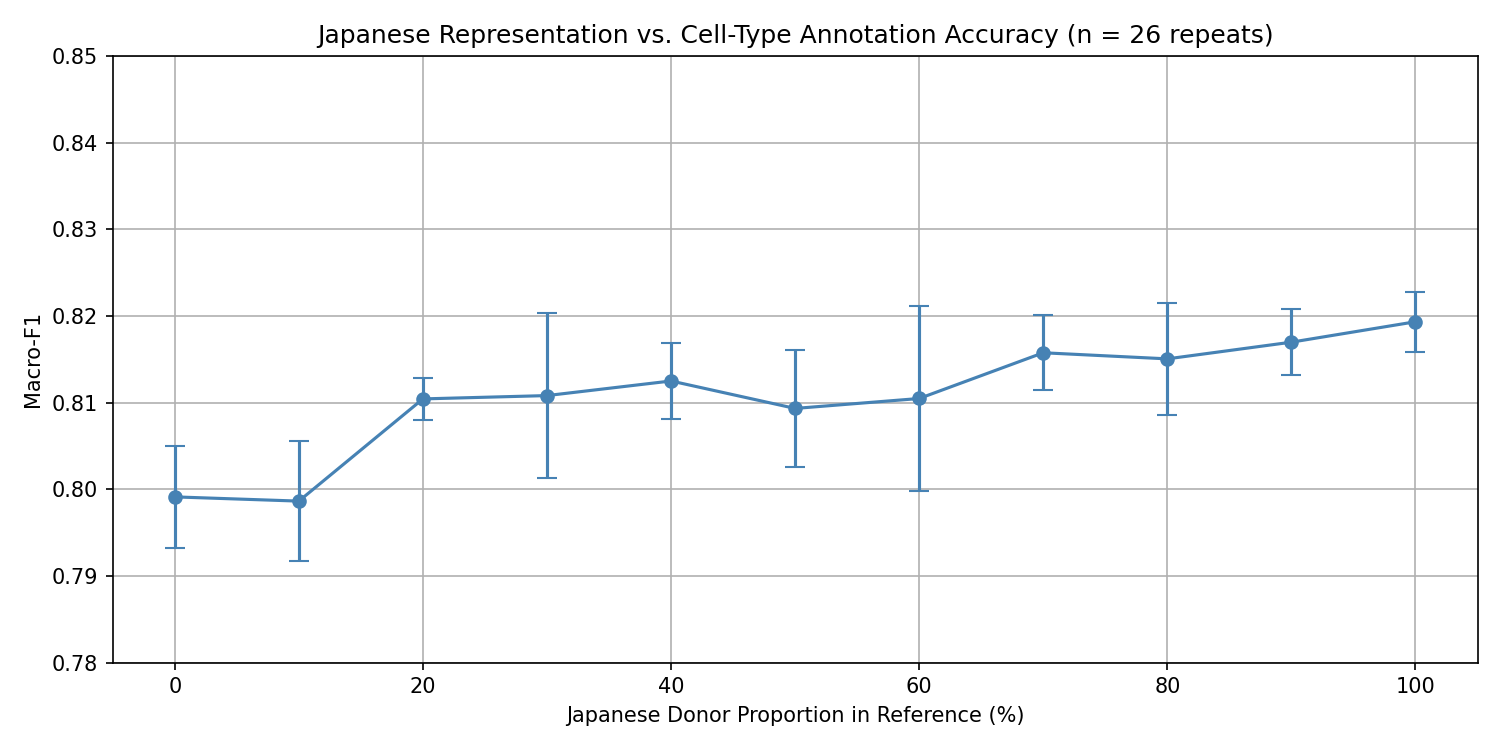 Japanese Representation vs. Cell-Type Annotation Accuracy (n = 26 repeats)
0.85
0.84
0.83
0.82
0.81
0.80
0.79
0.78
Macro-F1
0 20 40 60 80 100
Japanese Donor Proportion in Reference (%)